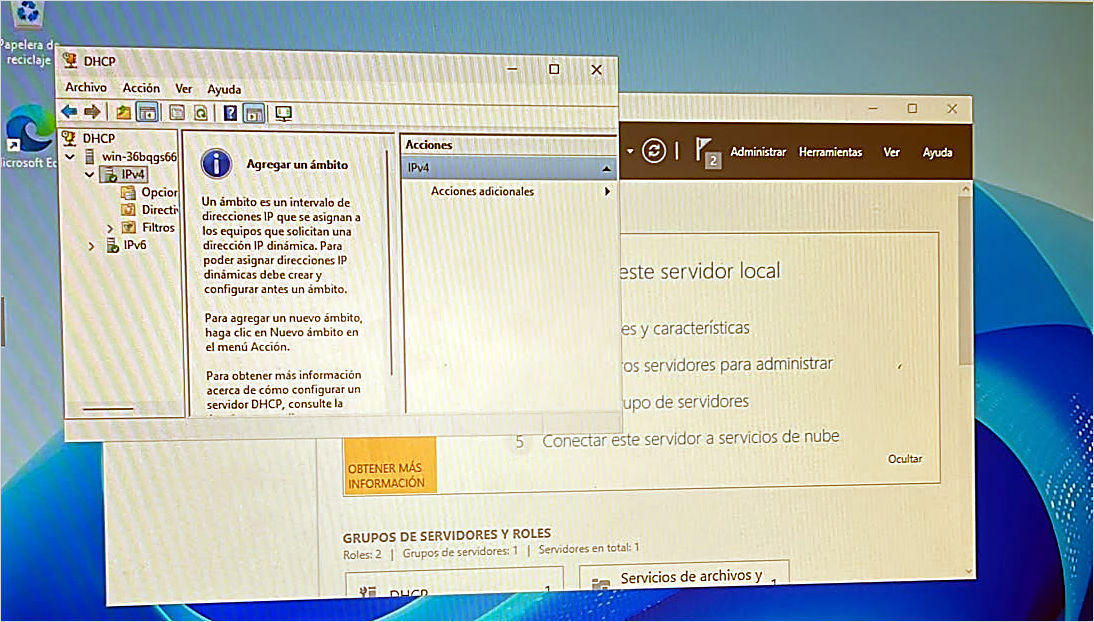 Papelera de
reciclaje
Microsoft Ed
DHCP
Archivo Acción Ver Ayuda
DHCP
win-36bqgs66
IPv4
Opcion
Directiv
Filtros
IPv6
Agregar un ámbito
Un ámbito es un intervalo de
direcciones IP que se asignan a
los equipos que solicitan una
dirección IP dinámica. Para
poder asignar direcciones IP
dinámicas debe crear y
configurar antes un ámbito.
Para agregar un nuevo ámbito,
haga clic en Nuevo ámbito en
el menú Acción.
Para obtener más información
acerca de cómo configurar un
servidor DHCP, consulte la
Acciones
IPv4
Acciones adicionales
2
Administrar Herramientas Ver Ayuda
este servidor local
es y características
ros servidores para administrar
upo de servidores
5 Conectar este servidor a servicios de nube
Ocultar
OBTENER MÁS
INFORMACIÓN
GRUPOS DE SERVIDORES Y ROLES
Roles: 2 | Grupos de servidores: 1 | Servidores en total: 1
DHCP 1
Servicios de archivos y 1